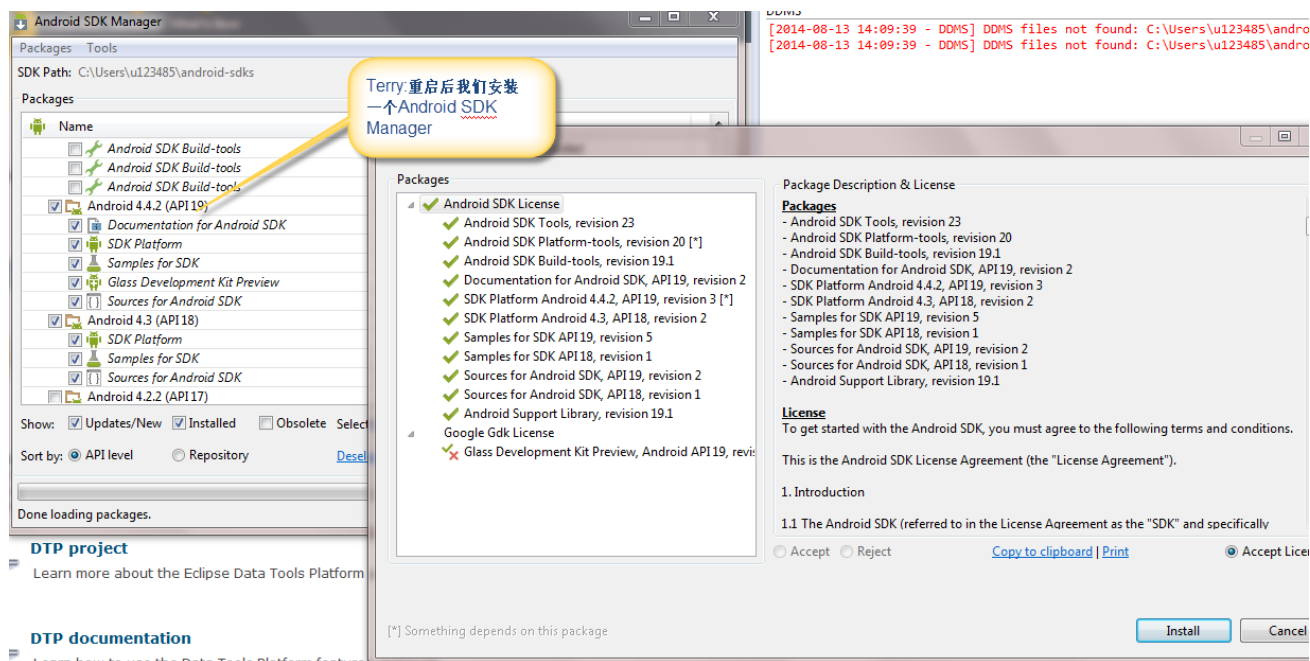 Android SDK Manager
Packages Tools
SDK Path: C:\Users\u123485\android-sdks
Packages
Name
Android SDK Build-tools
Android SDK Build-tools
Android SDK Build-tools
Android 4.4.2 (API 19)
Documentation for Android SDK
SDK Platform
Samples for SDK
Glass Development Kit Preview
Sources for Android SDK
Android 4.3 (API 18)
SDK Platform
Samples for SDK
Sources for Android SDK
Android 4.2.2 (API 17)
Show: Updates/New Installed Obsolete Select
Sort by: API level Repository Desel
Done loading packages.
Terry:重启后我们安装
一个Android SDK
Manager
DDMS
[2014-08-13 14:09:39 - DDMS] DDMS files not found: C:\Users\u123485\andro
[2014-08-13 14:09:39 - DDMS] DDMS files not found: C:\Users\u123485\andro
Packages
Android SDK License
Android SDK Tools, revision 23
Android SDK Platform-tools, revision 20 [*]
Android SDK Build-tools, revision 19.1
Documentation for Android SDK, API 19, revision 2
SDK Platform Android 4.4.2, API 19, revision 3 [*]
SDK Platform Android 4.3, API 18, revision 2
Samples for SDK API 19, revision 5
Samples for SDK API 18, revision 1
Sources for Android SDK, API 19, revision 2
Sources for Android SDK, API 18, revision 1
Android Support Library, revision 19.1
Google Gdk License
Glass Development Kit Preview, Android API 19, revis
Package Description & License
Packages
- Android SDK Tools, revision 23
- Android SDK Platform-tools, revision 20
- Android SDK Build-tools, revision 19.1
- Documentation for Android SDK, API 19, revision 2
- SDK Platform Android 4.4.2, API 19, revision 3
- SDK Platform Android 4.3, API 18, revision 2
- Samples for SDK API 19, revision 5
- Samples for SDK API 18, revision 1
- Sources for Android SDK, API 19, revision 2
- Sources for Android SDK, API 18, revision 1
- Android Support Library, revision 19.1
License
To get started with the Android SDK, you must agree to the following terms and conditions.
This is the Android SDK License Agreement (the "License Agreement").
1. Introduction
1.1 The Android SDK (referred to in the License Agreement as the "SDK" and specifically
Accept Reject Copy to clipboard | Print Accept Licen
[*] Something depends on this package
Install Cancel
DTP project
Learn more about the Eclipse Data Tools Platform
DTP documentation
Learn how to use the Data Tools Platform feature